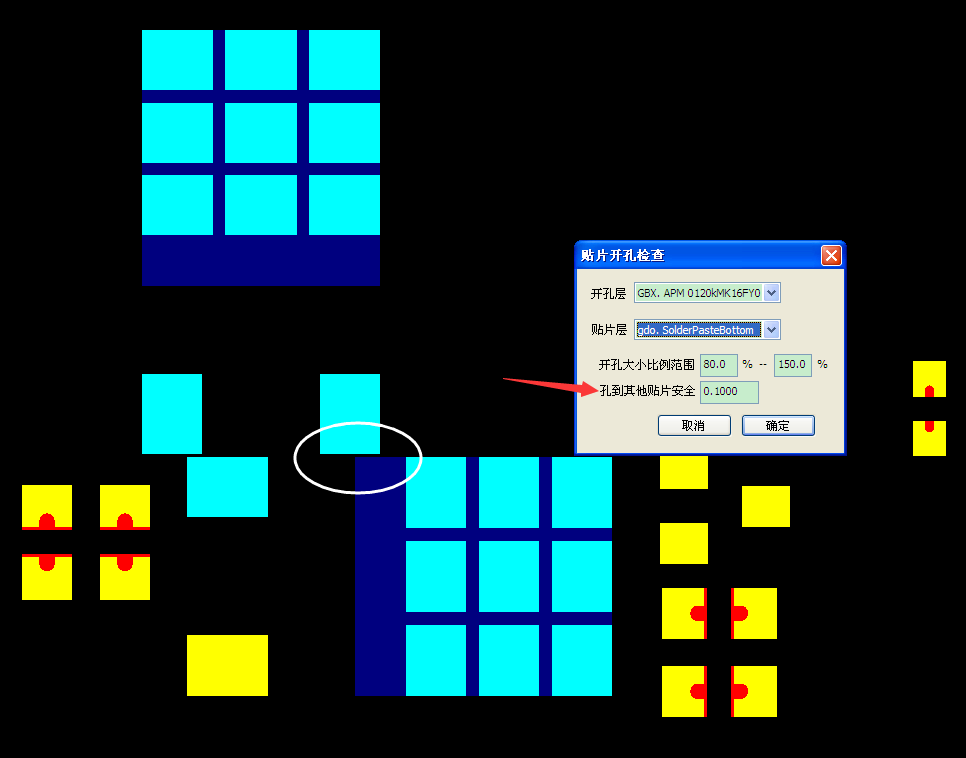 贴片开孔检查
开孔层 GBX. APM 0120kMK16FY0
贴片层 gdo. SolderPasteBottom
开孔大小比例范围 80.0 % -- 150.0 %
孔到其他贴片安全 0.1000
取消 确定